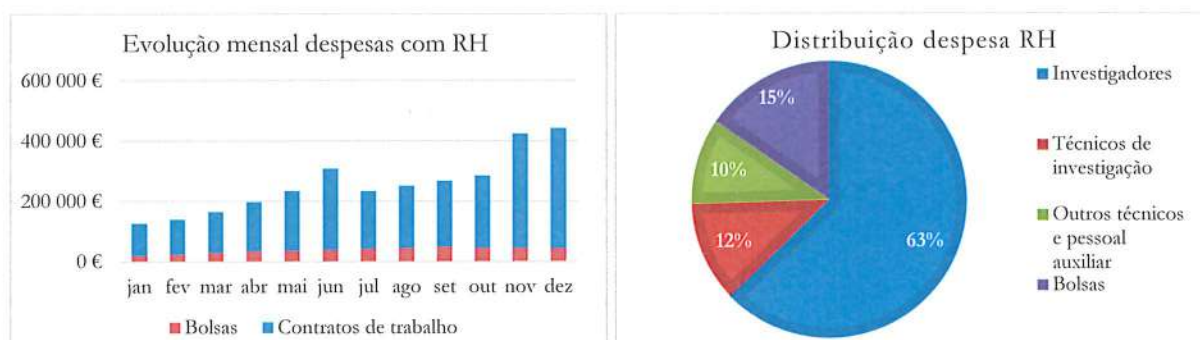 Evolução mensal despesas com RH
600 000 €
400 000 €
200 000 €
0 €
jan fev mar abr mai jun jul ago set out nov dez
Bolsas Contratos de trabalho
Distribuição despesa RH
15%
10%
12%
63%
Investigadores
Técnicos de
investigação
Outros técnicos
e pessoal
auxiliar
Bolsas